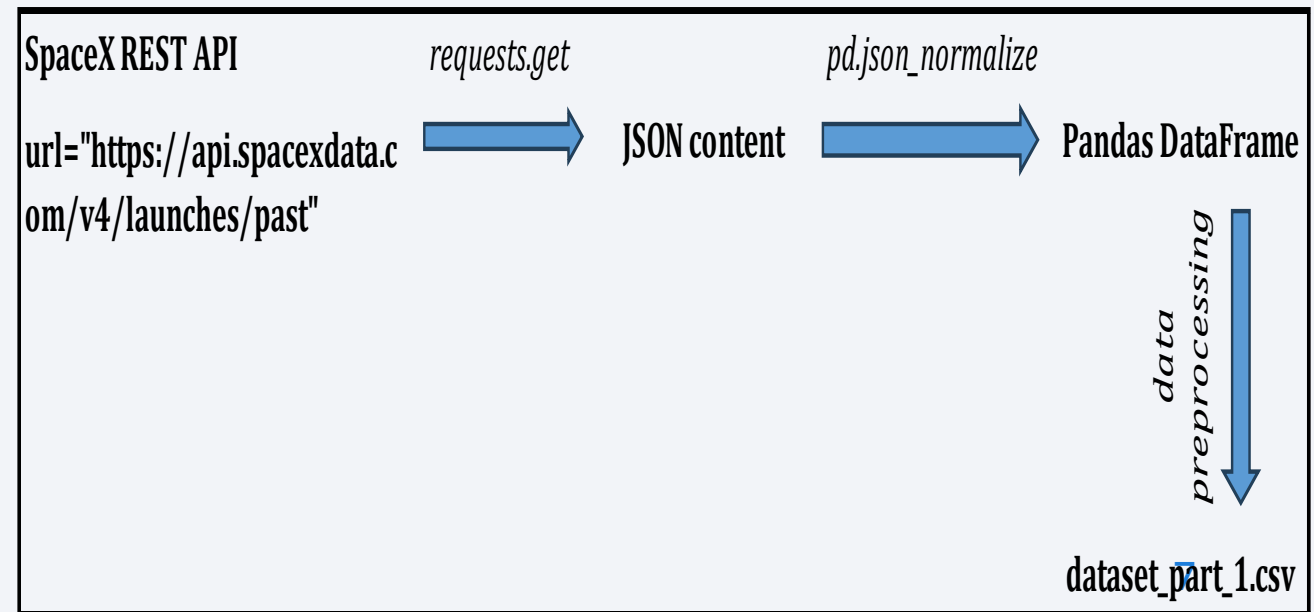 SpaceX REST API
requests.get
pd.json_normalize
url="https://api.spacexdata.c
om/v4/launches/past"
JSON content
Pandas DataFrame
data
preprocessing
dataset_part_1.csv